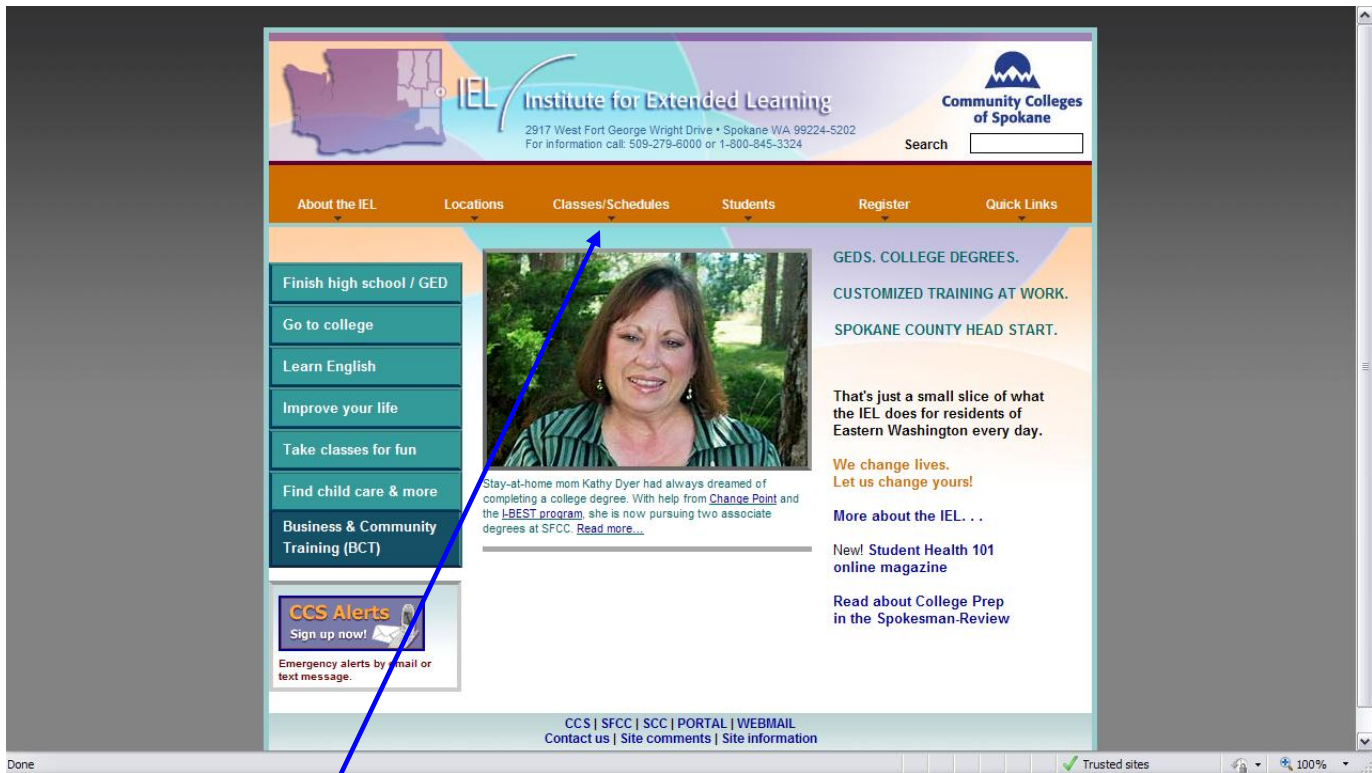 IEL
Institute for Extended Learning
2917 West Fort George Wright Drive • Spokane WA 99224-5202
For information call: 509-279-6000 or 1-800-845-3324
Community Colleges
of Spokane
Search
About the IEL
Locations
Classes/Schedules
Students
Register
Quick Links
Finish high school / GED
Go to college
Learn English
Improve your life
Take classes for fun
Find child care & more
Business & Community
Training (BCT)
CCS Alerts
Sign up now!
Emergency alerts by email or
text message.
Stay-at-home mom Kathy Dyer had always dreamed of
completing a college degree. With help from Change Point and
the I-BEST program, she is now pursuing two associate
degrees at SFCC. Read more...
GEDS. COLLEGE DEGREES.
CUSTOMIZED TRAINING AT WORK.
SPOKANE COUNTY HEAD START.
That's just a small slice of what
the IEL does for residents of
Eastern Washington every day.
We change lives.
Let us change yours!
More about the IEL. . .
New! Student Health 101
online magazine
Read about College Prep
in the Spokesman-Review
CCS | SFCC | SCC | PORTAL | WEBMAIL
Contact us | Site comments | Site information
Done
Trusted sites
100%